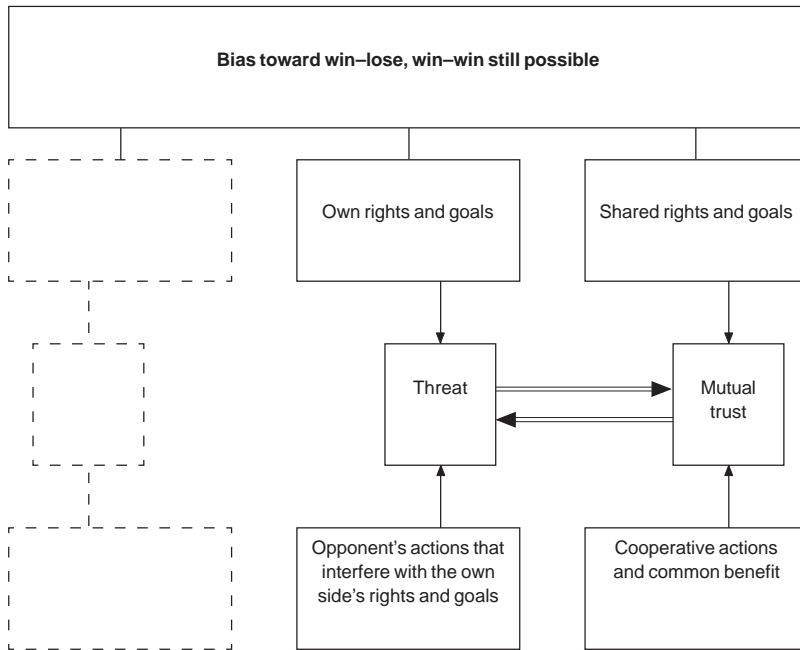 Bias toward win–lose, win–win still possible
Own rights and goals
Shared rights and goals
Threat
Mutual
trust
Opponent’s actions that
interfere with the own
side’s rights and goals
Cooperative actions
and common benefit